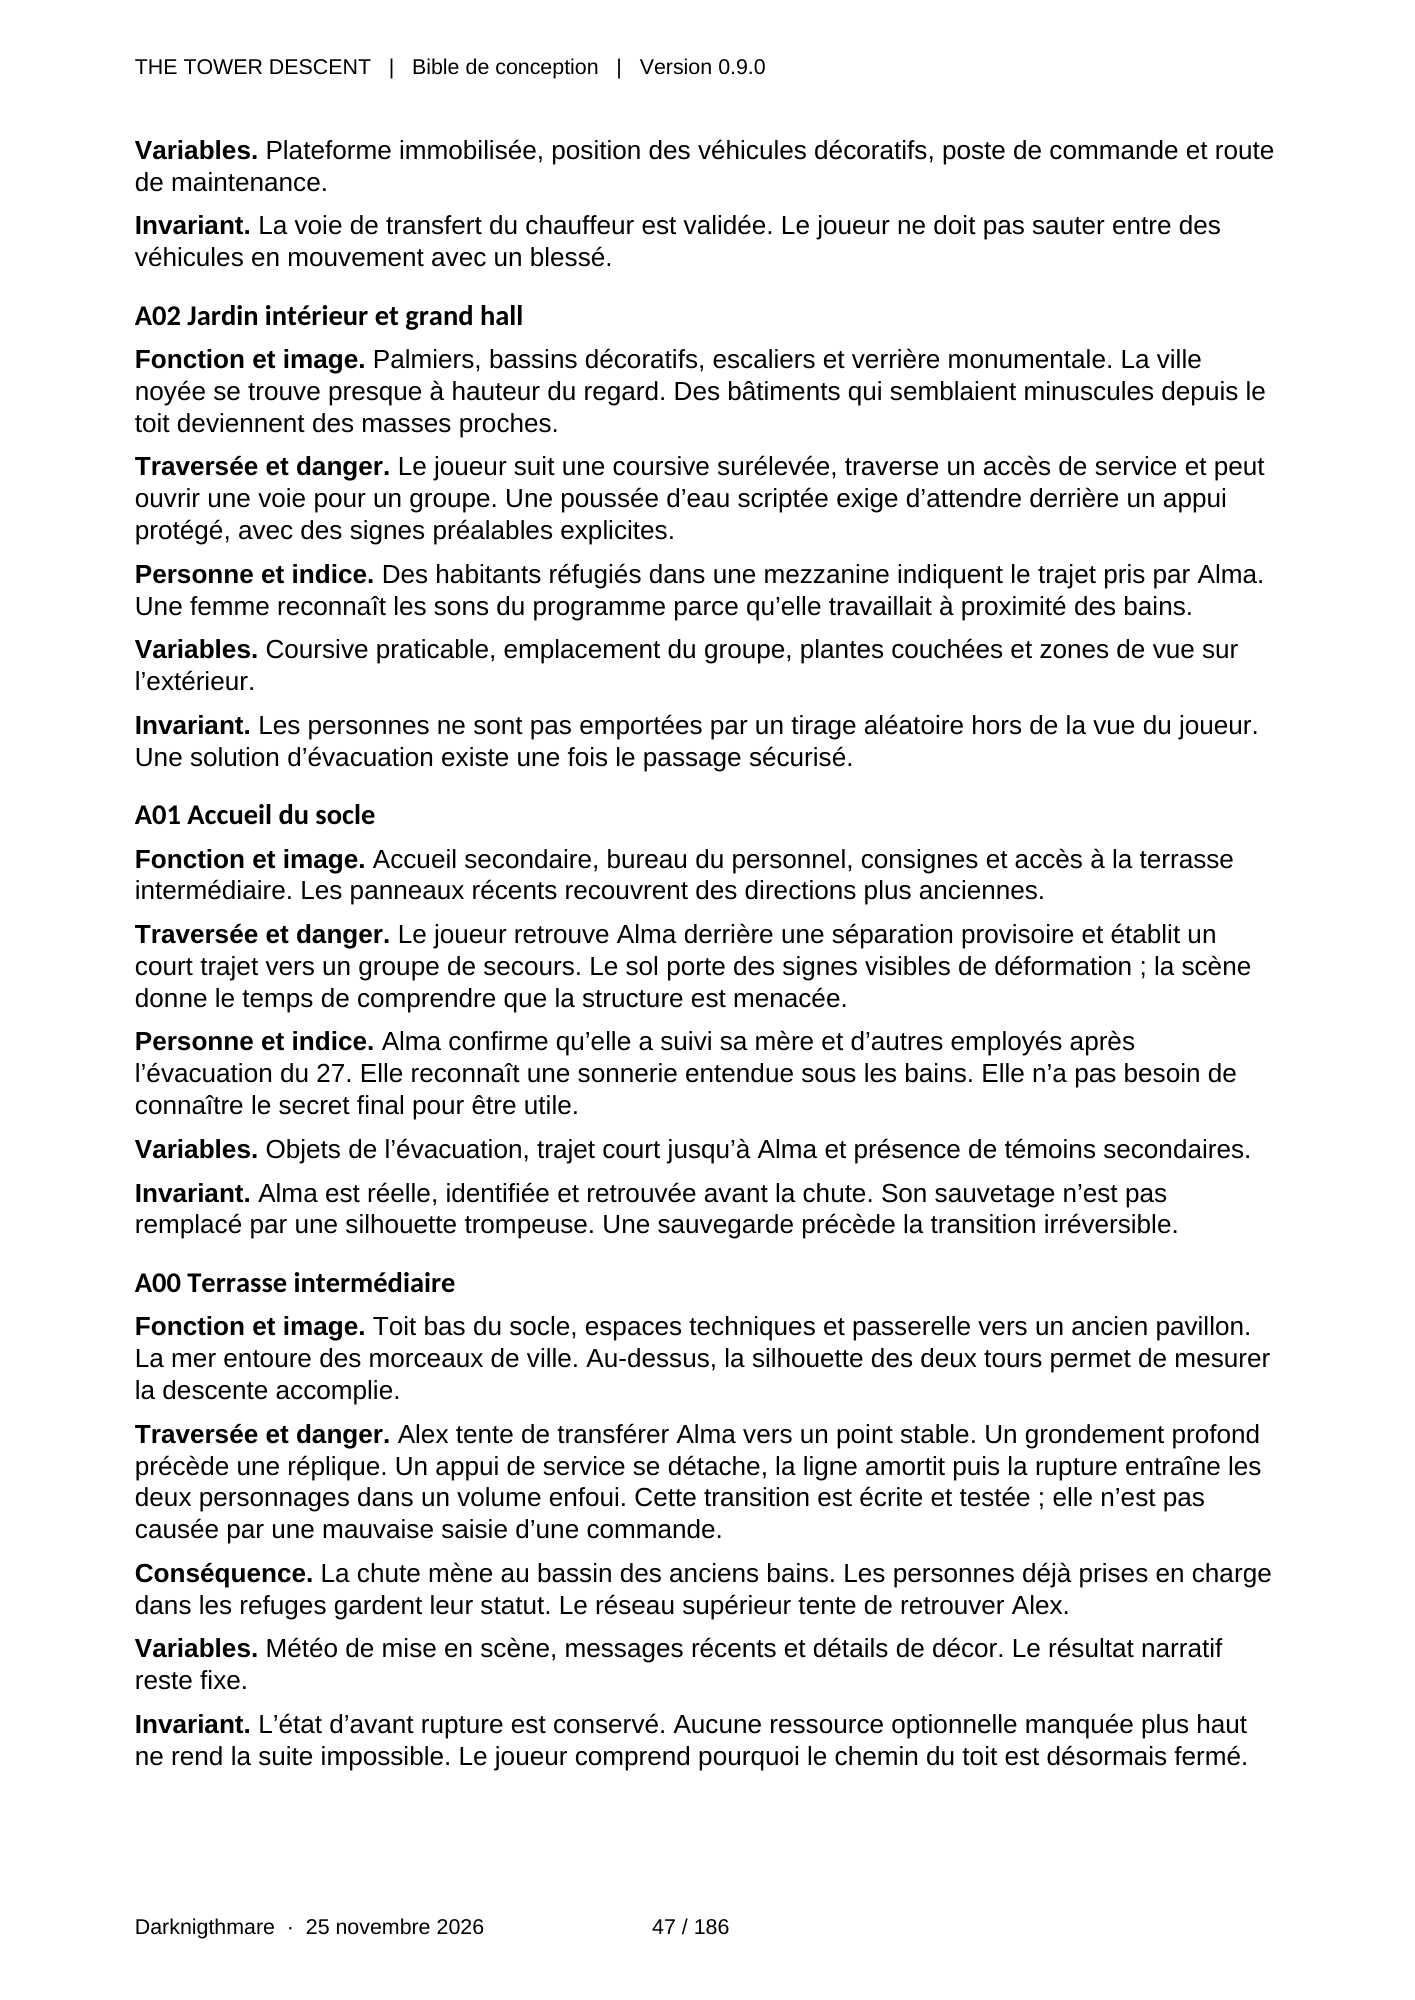 THE TOWER DESCENT | Bible de conception | Version 0.9.0
Variables. Plateforme immobilisée, position des véhicules décoratifs, poste de commande et route
de maintenance.
Invariant. La voie de transfert du chauffeur est validée. Le joueur ne doit pas sauter entre des
véhicules en mouvement avec un blessé.
A02 Jardin intérieur et grand hall
Fonction et image. Palmiers, bassins décoratifs, escaliers et verrière monumentale. La ville
noyée se trouve presque à hauteur du regard. Des bâtiments qui semblaient minuscules depuis le
toit deviennent des masses proches.
Traversée et danger. Le joueur suit une coursive surélevée, traverse un accès de service et peut
ouvrir une voie pour un groupe. Une poussée d’eau scriptée exige d’attendre derrière un appui
protégé, avec des signes préalables explicites.
Personne et indice. Des habitants réfugiés dans une mezzanine indiquent le trajet pris par Alma.
Une femme reconnaît les sons du programme parce qu’elle travaillait à proximité des bains.
Variables. Coursive praticable, emplacement du groupe, plantes couchées et zones de vue sur
l’extérieur.
Invariant. Les personnes ne sont pas emportées par un tirage aléatoire hors de la vue du joueur.
Une solution d’évacuation existe une fois le passage sécurisé.
A01 Accueil du socle
Fonction et image. Accueil secondaire, bureau du personnel, consignes et accès à la terrasse
intermédiaire. Les panneaux récents recouvrent des directions plus anciennes.
Traversée et danger. Le joueur retrouve Alma derrière une séparation provisoire et établit un
court trajet vers un groupe de secours. Le sol porte des signes visibles de déformation ; la scène
donne le temps de comprendre que la structure est menacée.
Personne et indice. Alma confirme qu’elle a suivi sa mère et d’autres employés après
l’évacuation du 27. Elle reconnaît une sonnerie entendue sous les bains. Elle n’a pas besoin de
connaître le secret final pour être utile.
Variables. Objets de l’évacuation, trajet court jusqu’à Alma et présence de témoins secondaires.
Invariant. Alma est réelle, identifiée et retrouvée avant la chute. Son sauvetage n’est pas
remplacé par une silhouette trompeuse. Une sauvegarde précède la transition irréversible.
A00 Terrasse intermédiaire
Fonction et image. Toit bas du socle, espaces techniques et passerelle vers un ancien pavillon.
La mer entoure des morceaux de ville. Au-dessus, la silhouette des deux tours permet de mesurer
la descente accomplie.
Traversée et danger. Alex tente de transférer Alma vers un point stable. Un grondement profond
précède une réplique. Un appui de service se détache, la ligne amortit puis la rupture entraîne les
deux personnages dans un volume enfoui. Cette transition est écrite et testée ; elle n’est pas
causée par une mauvaise saisie d’une commande.
Conséquence. La chute mène au bassin des anciens bains. Les personnes déjà prises en charge
dans les refuges gardent leur statut. Le réseau supérieur tente de retrouver Alex.
Variables. Météo de mise en scène, messages récents et détails de décor. Le résultat narratif
reste fixe.
Invariant. L’état d’avant rupture est conservé. Aucune ressource optionnelle manquée plus haut
ne rend la suite impossible. Le joueur comprend pourquoi le chemin du toit est désormais fermé.
Darknigthmare · 25 novembre 2026 47 / 186